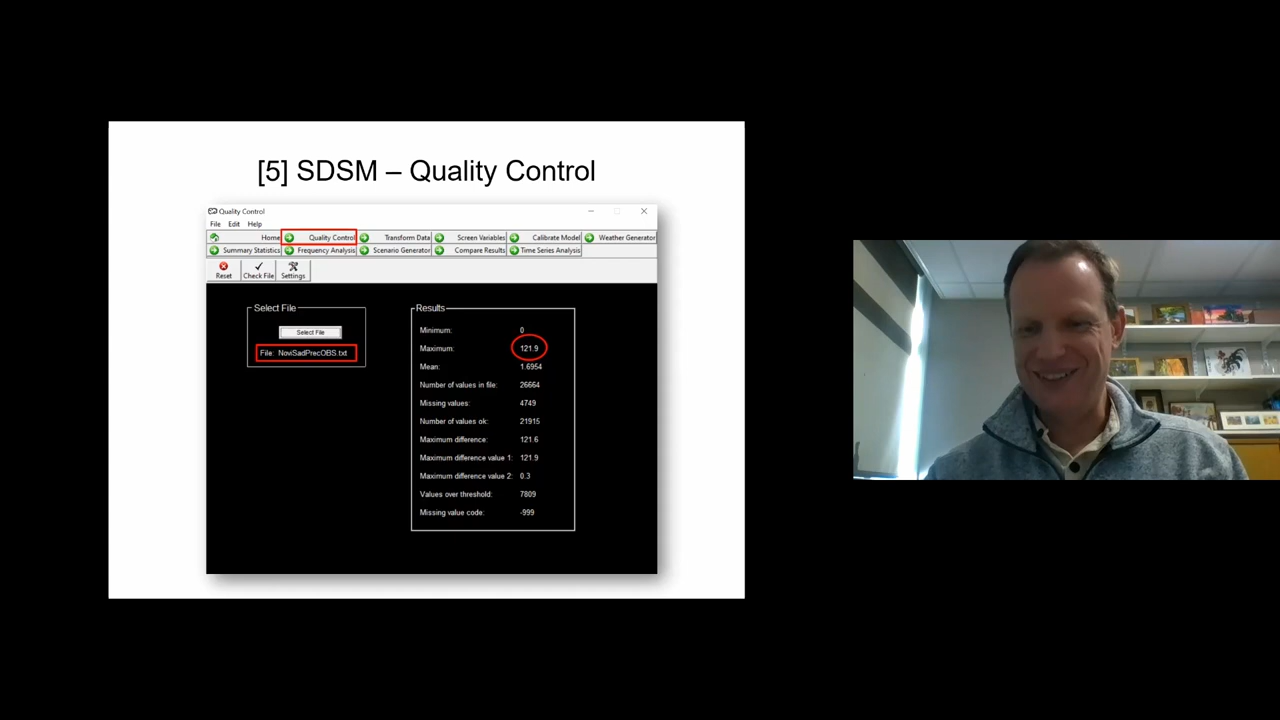 [5] SDSM – Quality Control
Quality Control
File Edit Help
Home Quality Control Transform Data Screen Variables Calibrate Model Weather Generator
Summary Statistics Frequency Analysis Scenario Generator Compare Results Time Series Analysis
Reset Check File Settings
Select File
Select File
File: NoviSadPrecOBS.txt
Results
Minimum: 0
Maximum: 121.9
Mean: 1.6954
Number of values in file: 26664
Missing values: 4749
Number of values ok: 21915
Maximum difference: 121.6
Maximum difference value 1: 121.9
Maximum difference value 2: 0.3
Values over threshold: 7809
Missing value code: -999